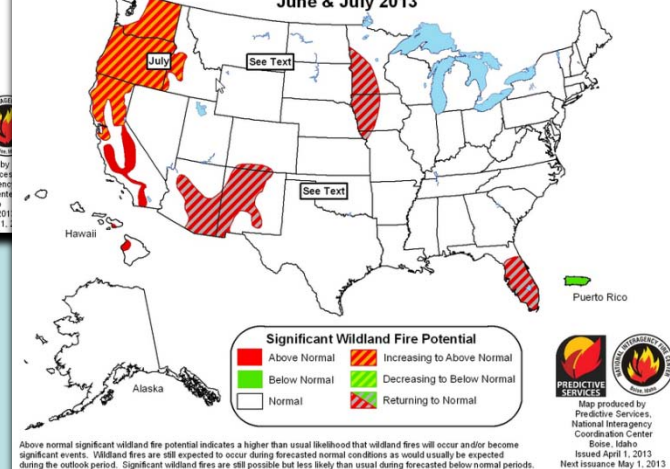 June & July 2013
July
See Text
See Text
Hawaii
Puerto Rico
Alaska
Significant Wildland Fire Potential
Above Normal
Increasing to Above Normal
Below Normal
Decreasing to Below Normal
Normal
Returning to Normal
PREDICTIVE
SERVICES
NATIONAL INTERAGENCY
Boise, Idaho
Map produced by
Predictive Services,
National Interagency
Coordination Center
Boise, Idaho
Issued April 1, 2013
Next issuance May 1, 201
Above normal significant wildland fire potential indicates a higher than usual likelihood that wildland fires will occur and/or become
significant events. Wildland fires are still expected to occur during forecasted normal conditions as would usually be expected
during the outlook period. Significant wildland fires are still possible but less likely than usual during forecasted below normal periods.